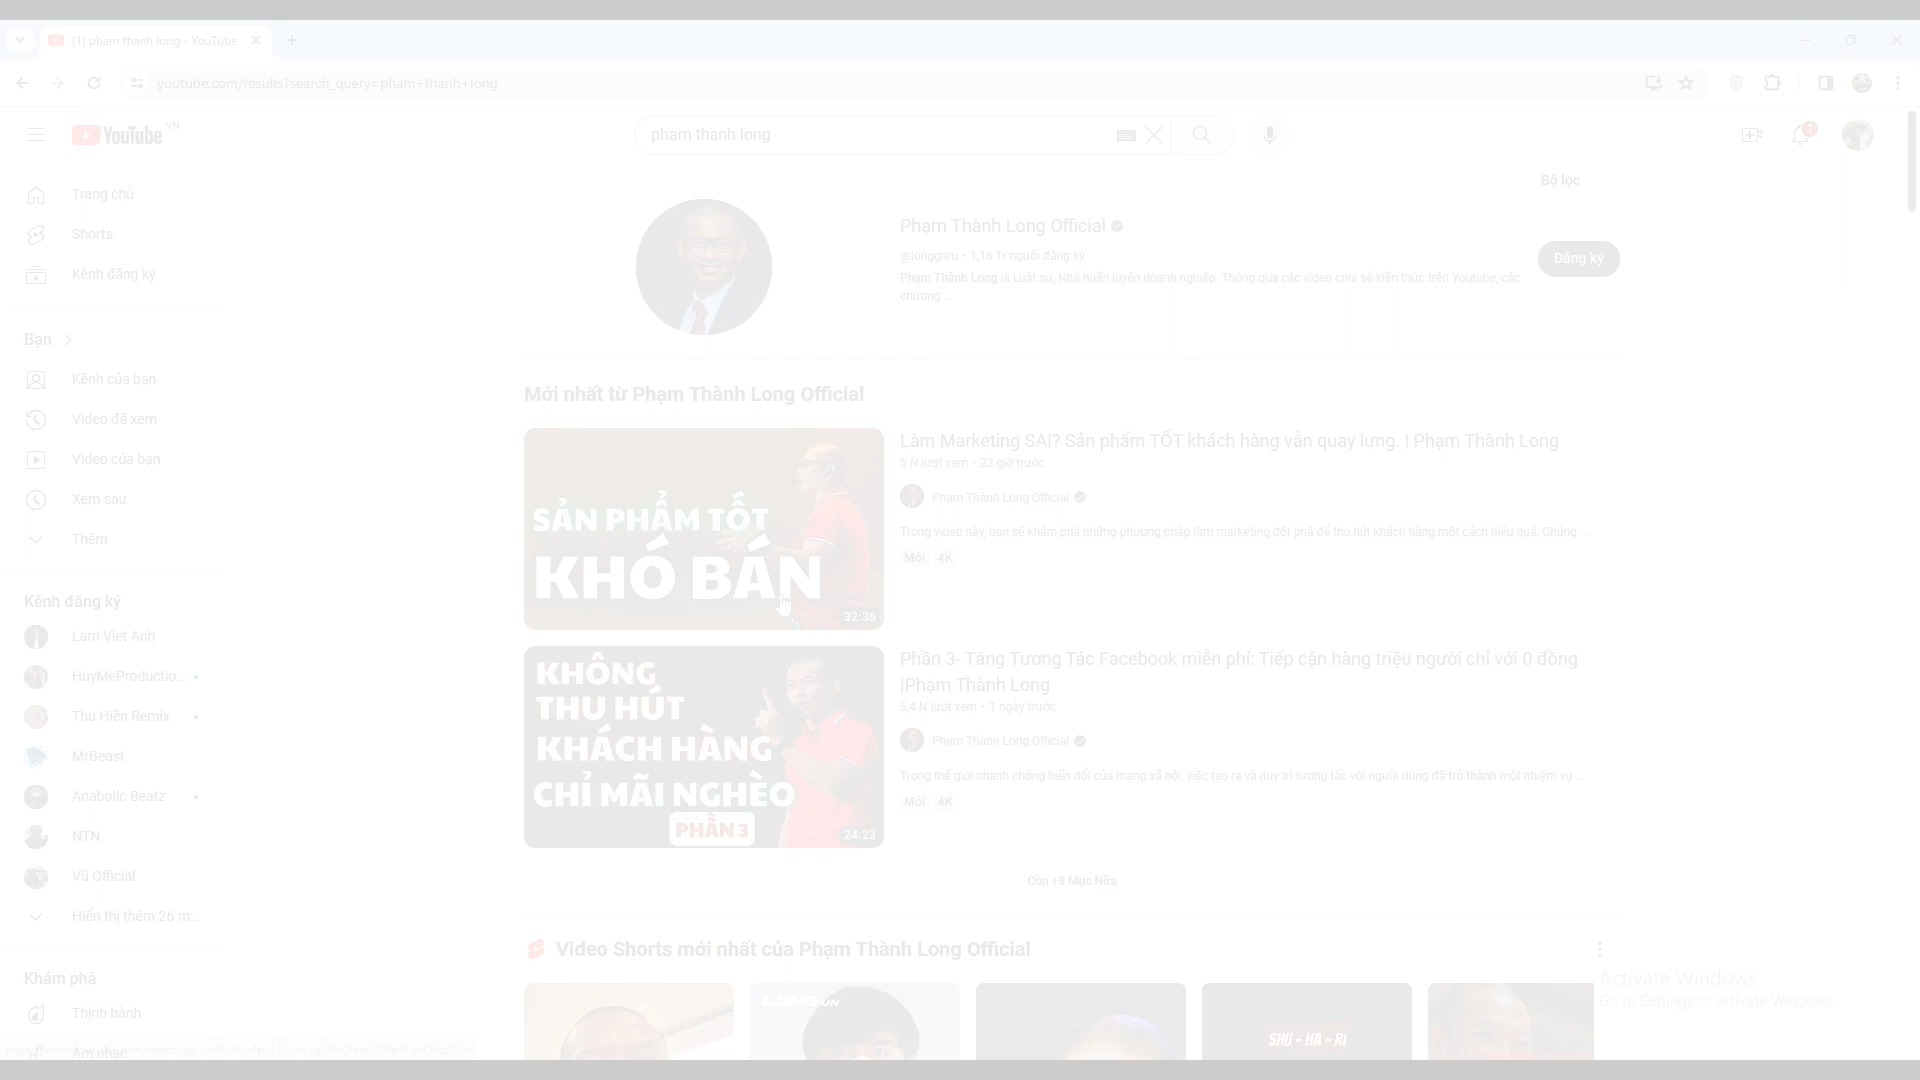 (1) pham thanh long - YouTube
youtube.com/results?search_query=pham+thanh+long
YouTube VN
pham thanh long
1
Trang chủ
Shorts
Kênh đăng ký
Bạn
Kênh của bạn
Video đã xem
Video của bạn
Xem sau
Thêm
Kênh đăng ký
Lam Viet Anh
HuyMeProductio...
Thu Hiền Remix
MrBeast
Anabolic Beatz
NTN
Vũ Official
Hiển thị thêm 26 m...
Khám phá
Thịnh hành
Âm nhạc
Bộ lọc
Phạm Thành Long Official
@longguru • 1,16 Tr người đăng ký
Phạm Thành Long là Luật sư, Nhà huấn luyện doanh nghiệp. Thông qua các video chia sẻ kiến thức trên Youtube, các
chương ...
Đăng ký
Mới nhất từ Phạm Thành Long Official
SẢN PHẨM TỐT
KHÓ BÁN
32:36
Làm Marketing SAI? Sản phẩm TỐT khách hàng vẫn quay lưng. | Phạm Thành Long
5 N lượt xem • 22 giờ trước
Phạm Thành Long Official
Trong video này, bạn sẽ khám phá những phương pháp làm marketing đột phá để thu hút khách hàng một cách hiệu quả. Chúng ...
Mới 4K
KHÔNG
THU HÚT
KHÁCH HÀNG
CHỈ MÃI NGHÈO
PHẦN 3
24:23
Phần 3- Tăng Tương Tác Facebook miễn phí: Tiếp cận hàng triệu người chỉ với 0 đồng
|Phạm Thành Long
5,4 N lượt xem • 1 ngày trước
Phạm Thành Long Official
Trong thế giới nhanh chóng biến đổi của mạng xã hội, việc tạo ra và duy trì tương tác với người dùng đã trở thành một nhiệm vụ ...
Mới 4K
Còn +8 Mục Nữa
Video Shorts mới nhất của Phạm Thành Long Official
LONG.VN
SHU - HA - RI
Activate Windows
Go to Settings to activate Windows.